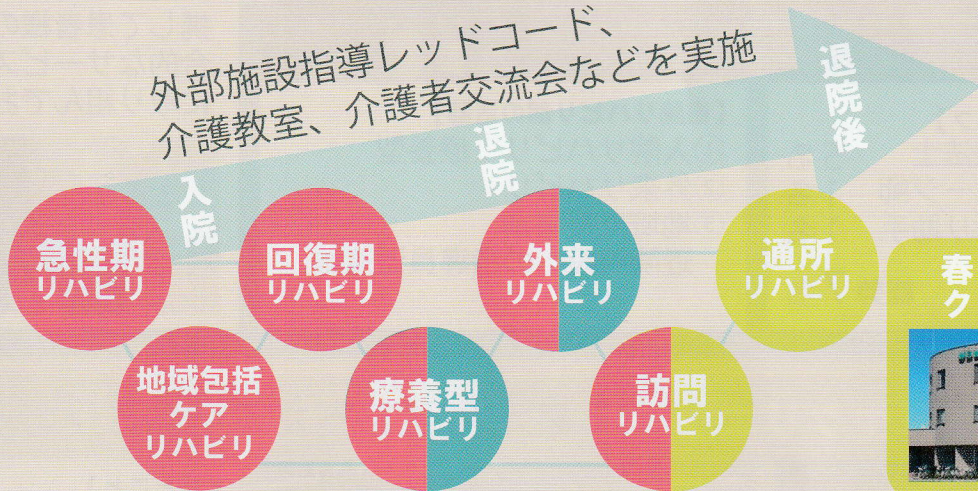 外部施設指導レッドコード、
介護教室、介護者交流会などを実施
入院
退院
退院後
急性期
リハビリ
回復期
リハビリ
外来
リハビリ
通所
リハビリ
地域包括
ケア
リハビリ
療養型
リハビリ
訪問
リハビリ
春
ク